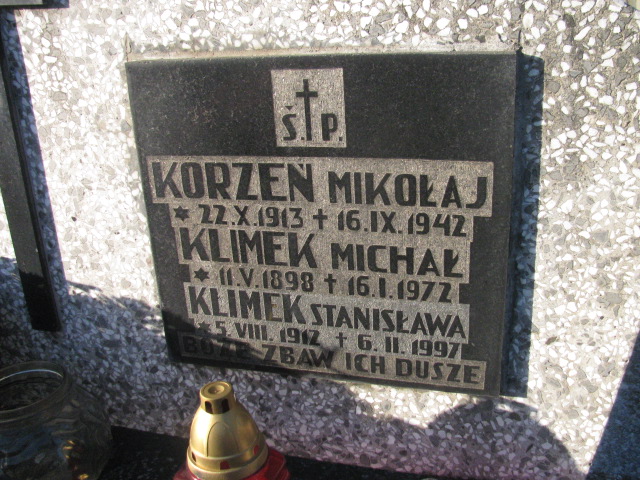 Ś.†P.
KORZEŃ MIKOŁAJ
* 22.X.1913 † 16.IX.1942
KLIMEK MICHAŁ
* 11.V.1898 † 16.I.1972
KLIMEK STANISŁAWA
* 5.VIII.1912 † 6.II.1997
BOŻE ZBAW ICH DUSZE